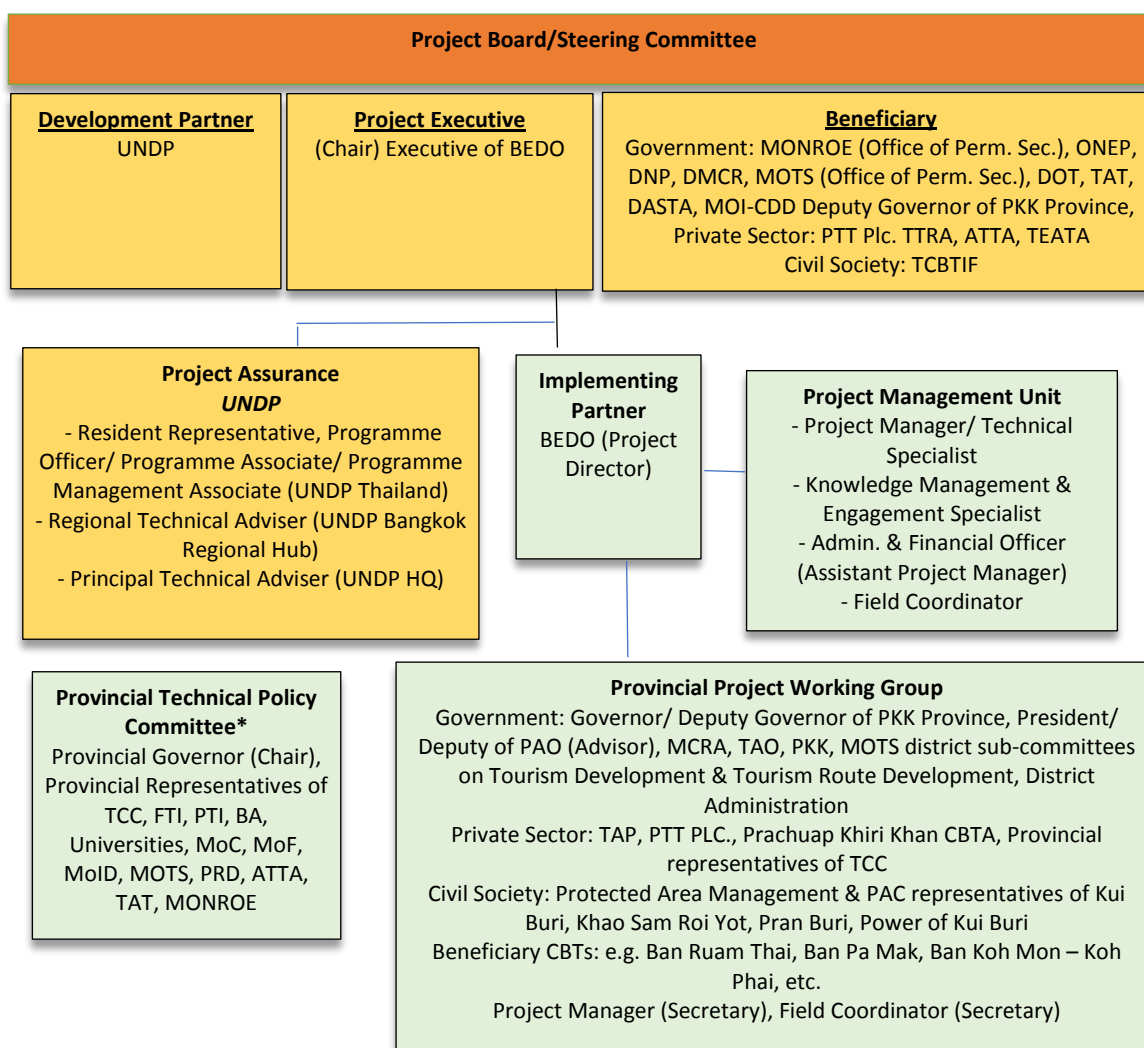 Project Board/Steering Committee
Development Partner
UNDP
Project Executive
(Chair) Executive of BEDO
Beneficiary
Government: MONROE (Office of Perm. Sec.), ONEP,
DNP, DMCR, MOTS (Office of Perm. Sec.), DOT, TAT,
DASTA, MOI-CDD Deputy Governor of PKK Province,
Private Sector: PTT Plc. TTRA, ATTA, TEATA
Civil Society: TCBTIF
Project Assurance
UNDP
- Resident Representative, Programme
Officer/ Programme Associate/ Programme
Management Associate (UNDP Thailand)
- Regional Technical Adviser (UNDP Bangkok
Regional Hub)
- Principal Technical Adviser (UNDP HQ)
Implementing
Partner
BEDO (Project
Director)
Project Management Unit
- Project Manager/ Technical
Specialist
- Knowledge Management &
Engagement Specialist
- Admin. & Financial Officer
(Assistant Project Manager)
- Field Coordinator
Provincial Technical Policy
Committee*
Provincial Governor (Chair),
Provincial Representatives of
TCC, FTI, PTI, BA,
Universities, MoC, MoF,
MoID, MOTS, PRD, ATTA,
TAT, MONROE
Provincial Project Working Group
Government: Governor/ Deputy Governor of PKK Province, President/
Deputy of PAO (Advisor), MCRA, TAO, PKK, MOTS district sub-committees
on Tourism Development & Tourism Route Development, District
Administration
Private Sector: TAP, PTT PLC., Prachuap Khiri Khan CBTA, Provincial
representatives of TCC
Civil Society: Protected Area Management & PAC representatives of Kui
Buri, Khao Sam Roi Yot, Pran Buri, Power of Kui Buri
Beneficiary CBTs: e.g. Ban Ruam Thai, Ban Pa Mak, Ban Koh Mon – Koh
Phai, etc.
Project Manager (Secretary), Field Coordinator (Secretary)